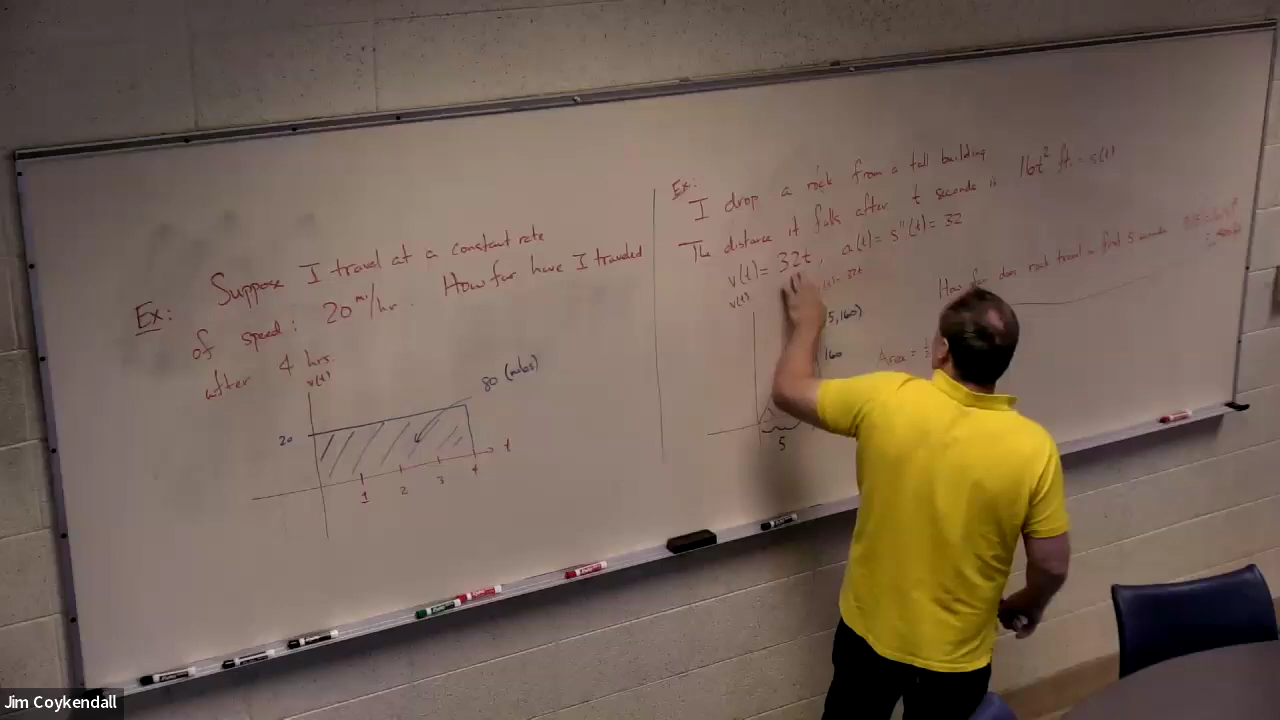 Ex: Suppose I travel at a constant rate
of speed: 20 mi/hr. How far have I traveled
after 4 hrs.
v(t)
80 (miles)
20
t
1 2 3 4
Ex:
I drop a rock from a tall building
The distance it falls after t seconds is 16t² ft. = s(t)
v(t) = 32t, a(t) = s''(t) = 32
How far does rock travel in first 5 seconds
v(t)
= 32t
(5,160)
160
Area = 1/2
5
Jim Coykendall